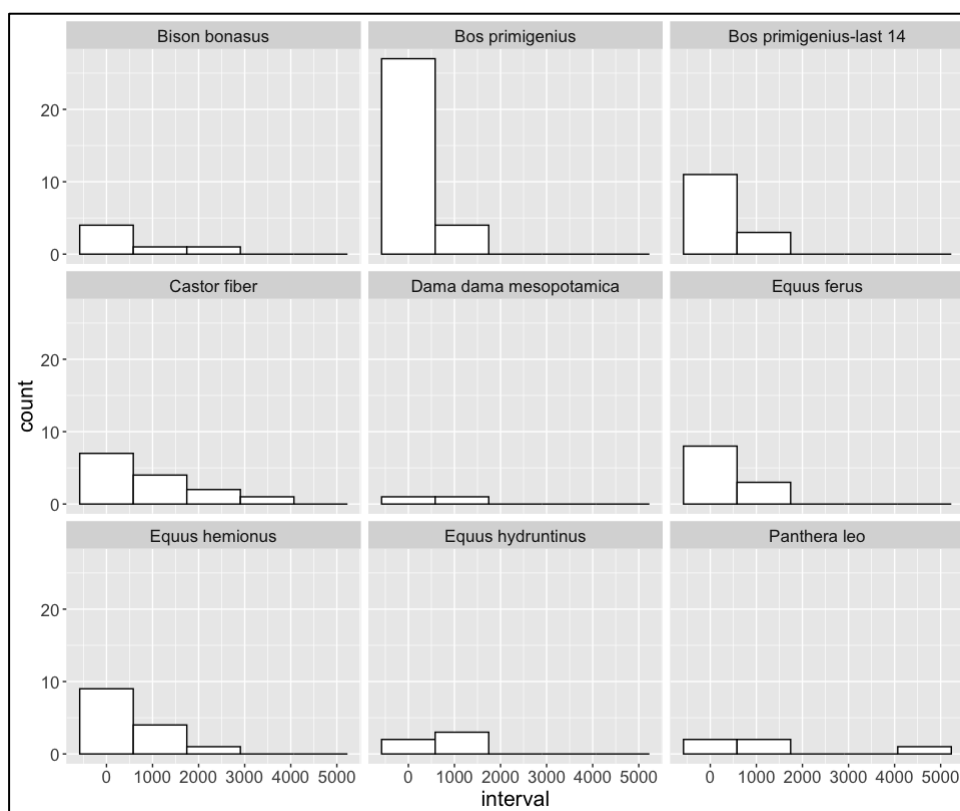 Bison bonasus
Bos primigenius
Bos primigenius-last 14
20
10
0
Castor fiber
Dama dama mesopotamica
Equus ferus
20
10
0
count
Equus hemionus
Equus hydruntinus
Panthera leo
20
10
0
0 1000 2000 3000 4000 5000
0 1000 2000 3000 4000 5000
0 1000 2000 3000 4000 5000
interval